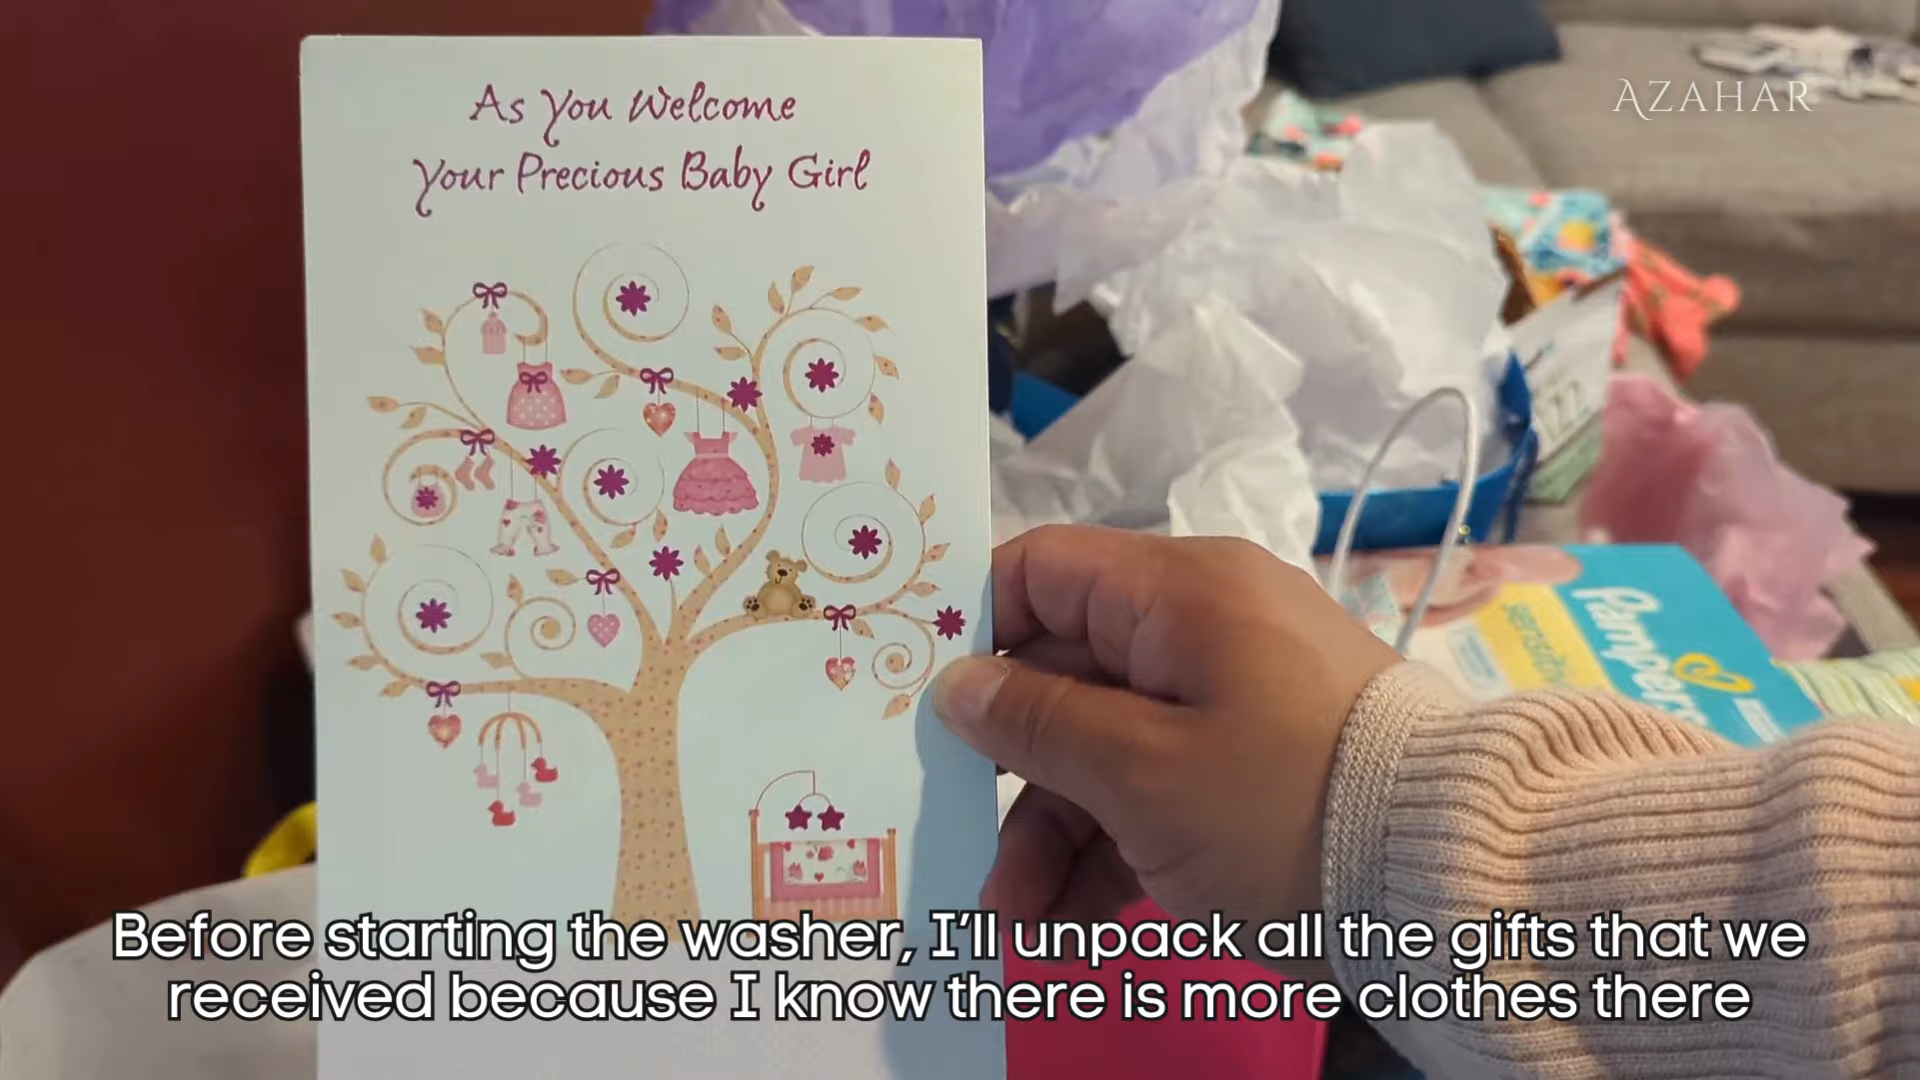 As You Welcome
Your Precious Baby Girl
AZAHAR
Pampers
sensitive
Before starting the washer, I'll unpack all the gifts that we
received because I know there is more clothes there